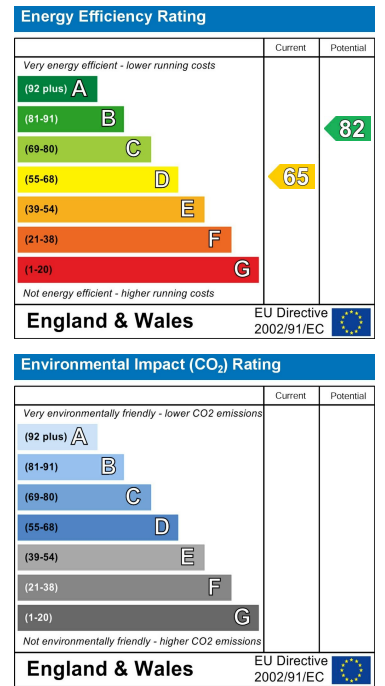 Energy Efficiency Rating
Current Potential
Very energy efficient - lower running costs
(92 plus) A
(81-91) B
82
(69-80) C
(55-68) D
65
(39-54) E
(21-38) F
(1-20) G
Not energy efficient - higher running costs
England & Wales
EU Directive
2002/91/EC
Environmental Impact (CO₂) Rating
Current Potential
Very environmentally friendly - lower CO2 emissions
(92 plus) A
(81-91) B
(69-80) C
(55-68) D
(39-54) E
(21-38) F
(1-20) G
Not environmentally friendly - higher CO2 emissions
England & Wales
EU Directive
2002/91/EC